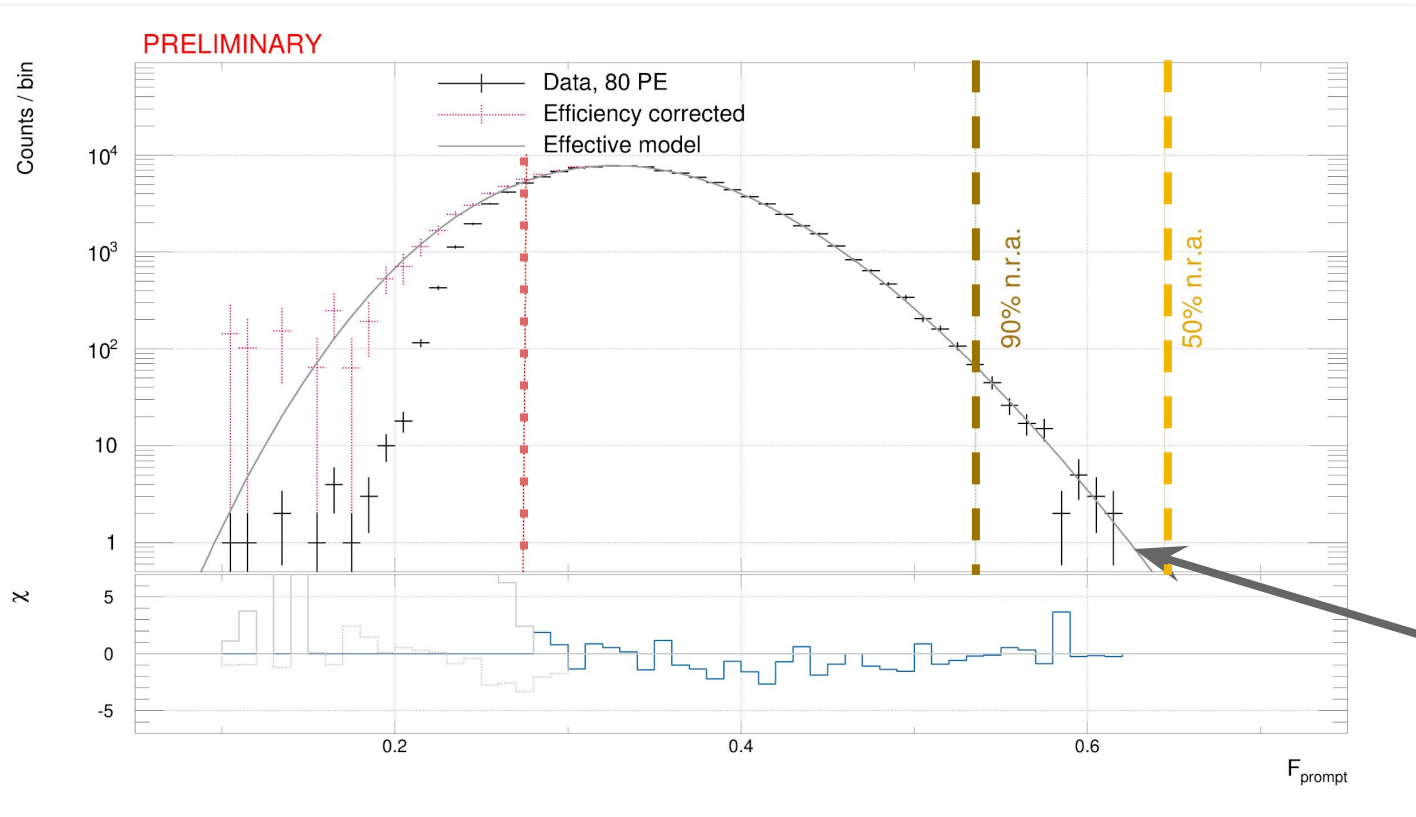 PRELIMINARY
Counts / bin
Data, 80 PE
Efficiency corrected
Effective model
10⁴
10³
10²
10
1
90% n.r.a.
50% n.r.a.
χ
5
0
-5
0.2
0.4
0.6
F_prompt